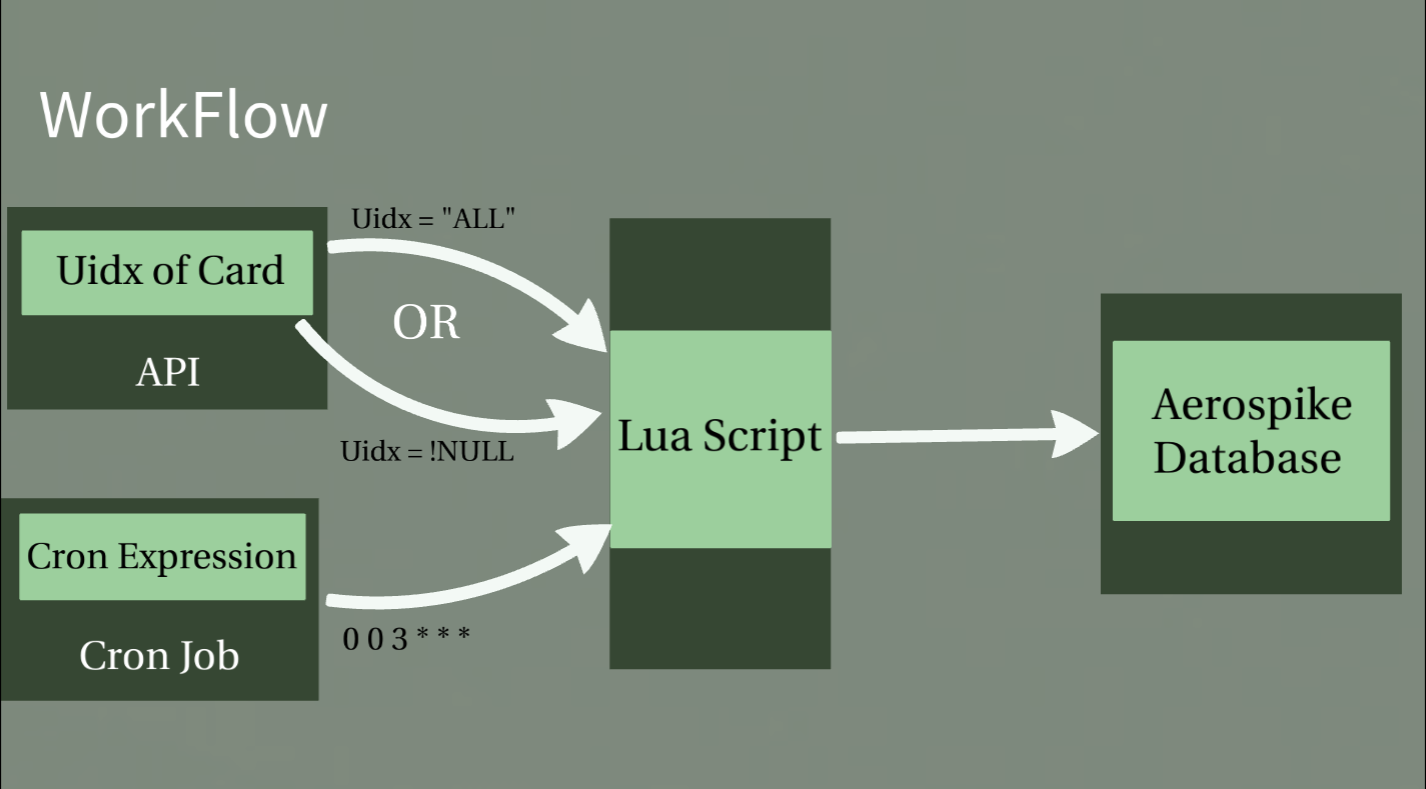 WorkFlow
Uidx = "ALL"
Uidx of Card
OR
API
Uidx = !NULL
Lua Script
Aerospike
Database
Cron Expression
0 0 3 * * *
Cron Job